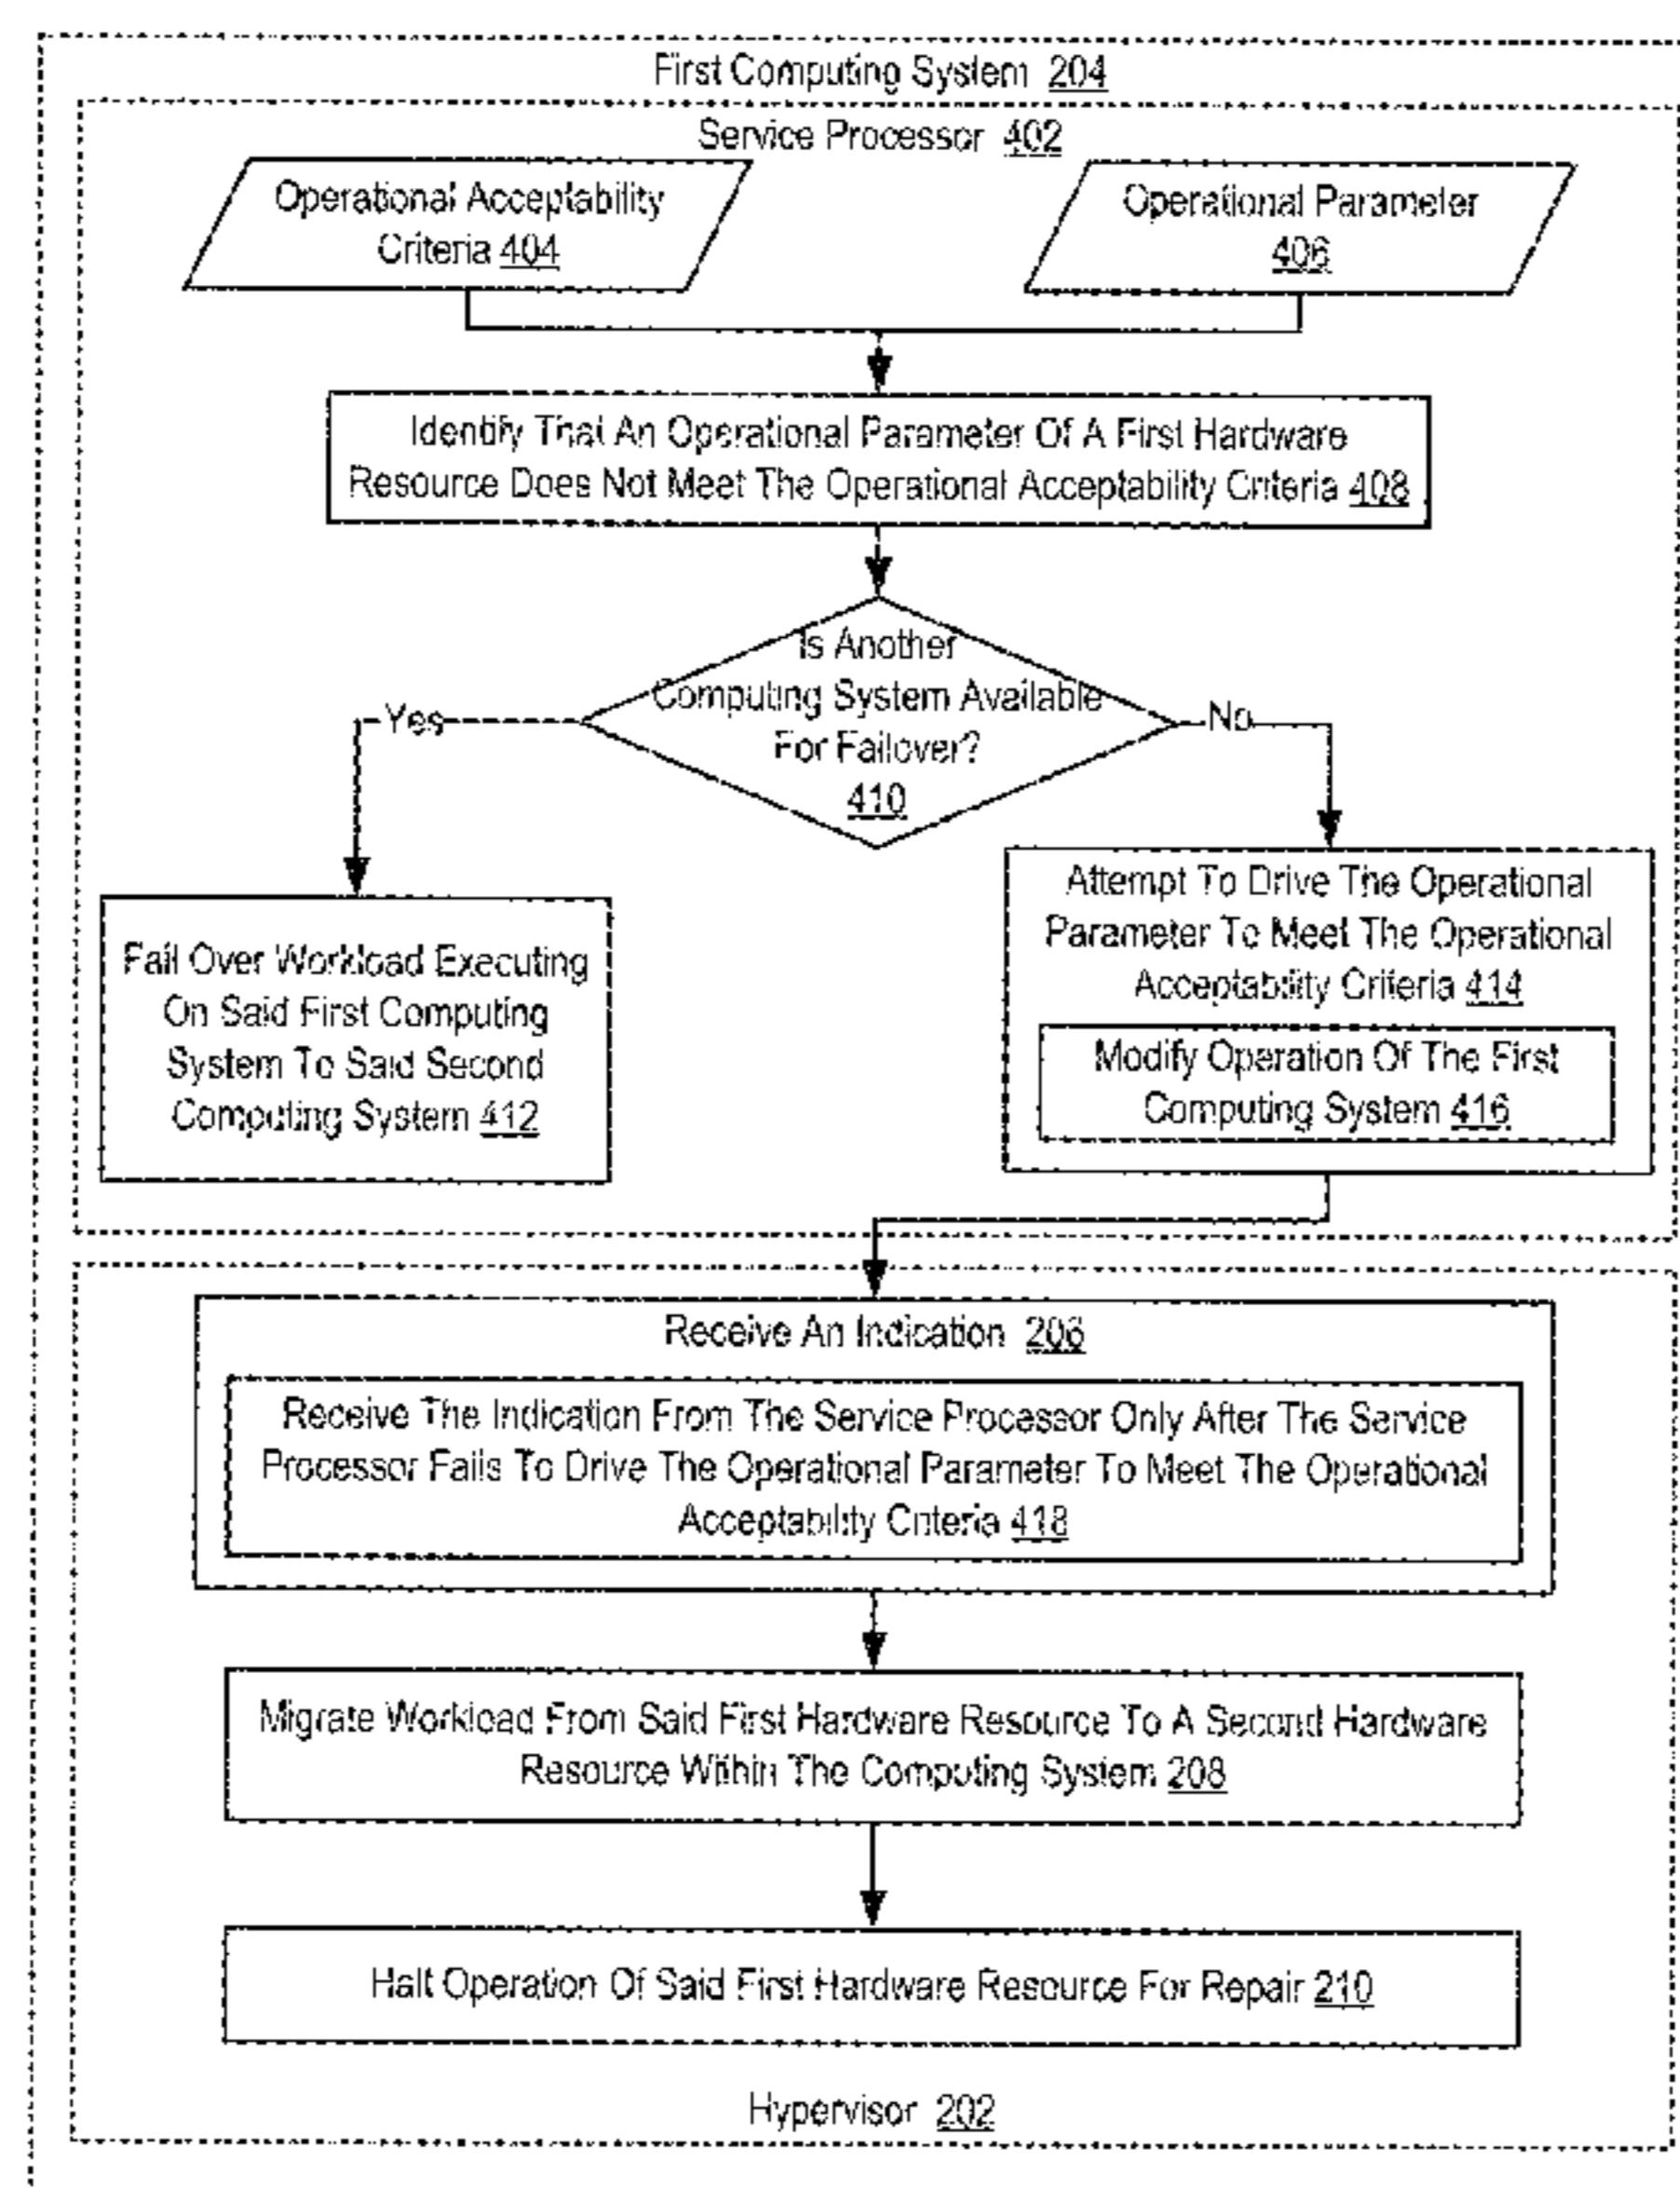 First Computing System 204
Service Processor 402
Operational Acceptability
Criteria 404
Operational Parameter
406
Identify That An Operational Parameter Of A First Hardware
Resource Does Not Meet The Operational Acceptability Criteria 408
Is Another
Computing System Available
For Failover?
410
Yes
No
Fail Over Workload Executing
On Said First Computing
System To Said Second
Computing System 412
Attempt To Drive The Operational
Parameter To Meet The Operational
Acceptability Criteria 414
Modify Operation Of The First
Computing System 416
Receive An Indication 206
Receive The Indication From The Service Processor Only After The Service
Processor Fails To Drive The Operational Parameter To Meet The Operational
Acceptability Criteria 418
Migrate Workload From Said First Hardware Resource To A Second Hardware
Resource Within The Computing System 208
Halt Operation Of Said First Hardware Resource For Repair 210
Hypervisor 202